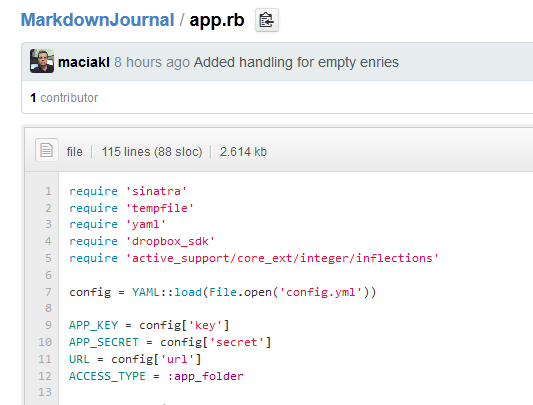 MarkdownJournal / app.rb
maciakl 8 hours ago Added handling for empty enries
1 contributor
file 115 lines (88 sloc) 2.614 kb
1 require 'sinatra'
2 require 'tempfile'
3 require 'yaml'
4 require 'dropbox_sdk'
5 require 'active_support/core_ext/integer/inflections'
6
7 config = YAML::load(File.open('config.yml'))
8
9 APP_KEY = config['key']
10 APP_SECRET = config['secret']
11 URL = config['url']
12 ACCESS_TYPE = :app_folder
13